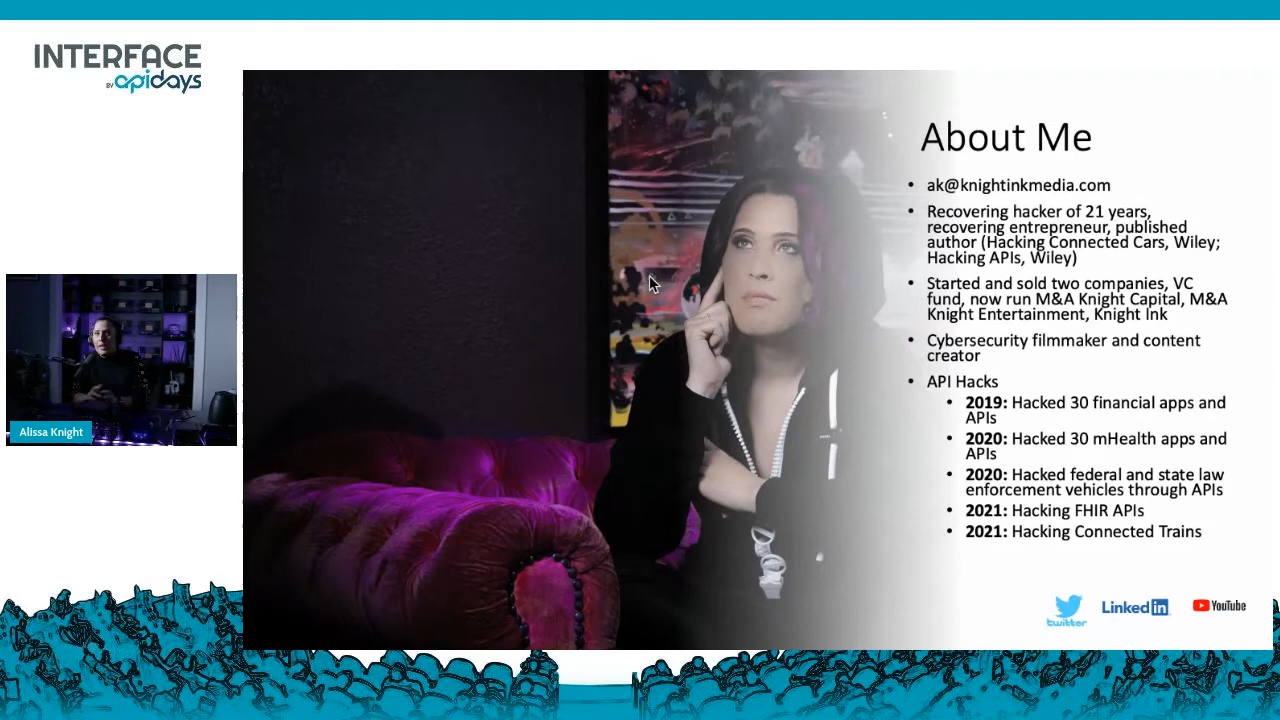 INTERFACE
BY apidays
About Me
• ak@knightinkmedia.com
• Recovering hacker of 21 years,
recovering entrepreneur, published
author (Hacking Connected Cars, Wiley;
Hacking APIs, Wiley)
• Started and sold two companies, VC
fund, now run M&A Knight Capital, M&A
Knight Entertainment, Knight Ink
• Cybersecurity filmmaker and content
creator
• API Hacks
• 2019: Hacked 30 financial apps and
APIs
• 2020: Hacked 30 mHealth apps and
APIs
• 2020: Hacked federal and state law
enforcement vehicles through APIs
• 2021: Hacking FHIR APIs
• 2021: Hacking Connected Trains
Alissa Knight
twitter
LinkedIn
YouTube